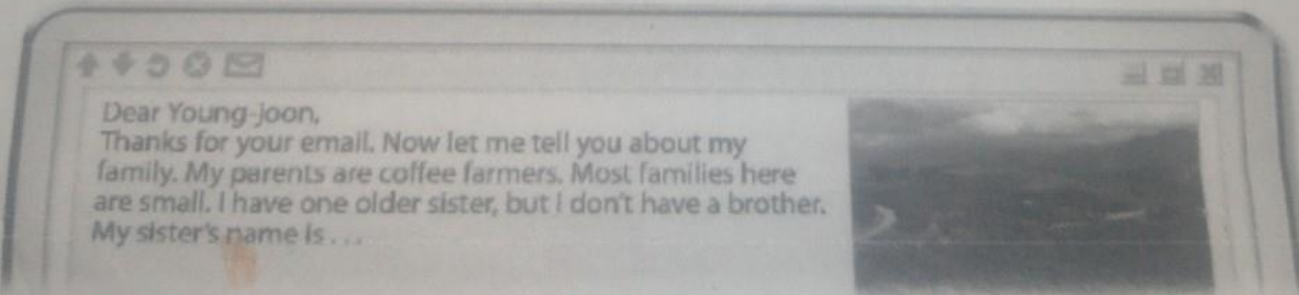 Dear Young-Joon,
Thanks for your email. Now let me tell you about my
family. My parents are coffee farmers. Most families here
are small. I have one older sister, but I don't have a brother.
My sister's name is . . .